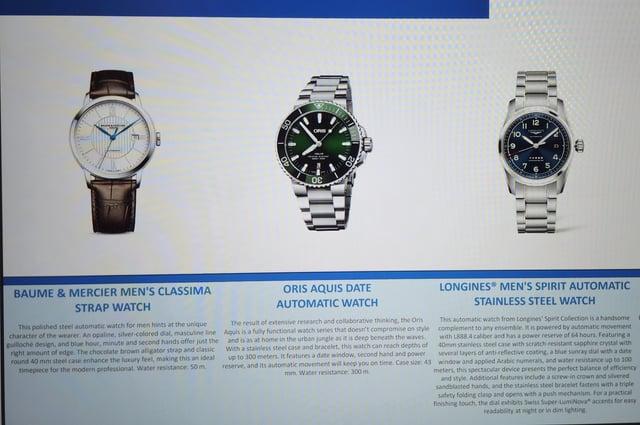 BAUME & MERCIER MEN'S CLASSIMA
STRAP WATCH
This polished steel automatic watch for men hints at the unique
character of the wearer. An opaline, silver-colored dial, masculine line
guilloché design, and blue hour, minute and second hands offer just the
right amount of edge. The chocolate brown alligator strap and classic
round 40 mm steel case enhance the luxury feel, making this an ideal
timepiece for the modern professional. Water resistance: 50 m.
ORIS
ORIS AQUIS DATE
AUTOMATIC WATCH
The result of extensive research and collaborative thinking, the Oris
Aquis is a fully functional watch series that doesn't compromise on style
and is as at home in the urban jungle as it is deep beneath the waves.
With a stainless steel case and bracelet, this watch can reach depths of
up to 300 meters. It features a date window, second hand and power
reserve, and its automatic movement will keep you on time. Case size: 43
mm. Water resistance: 300 m.
LONGINES® MEN'S SPIRIT AUTOMATIC
STAINLESS STEEL WATCH
This automatic watch from Longines' Spirit Collection is a handsome
complement to any ensemble. It is powered by automatic movement
with L888.4 caliber and has a power reserve of 64 hours. Featuring a
40mm stainless steel case with scratch-resistant sapphire crystal with
several layers of anti-reflective coating, a blue sunray dial with a date
window and applied Arabic numerals, and water resistance up to 100
meters, this spectacular device presents the perfect balance of efficiency
and style. Additional features include a screw-in crown and silvered
sandblasted hands, and the stainless steel bracelet fastens with a triple
safety folding clasp and opens with a push mechanism. For a practical
finishing touch, the dial exhibits Swiss Super-LumiNova® accents for easy
readability at night or in dim lighting.